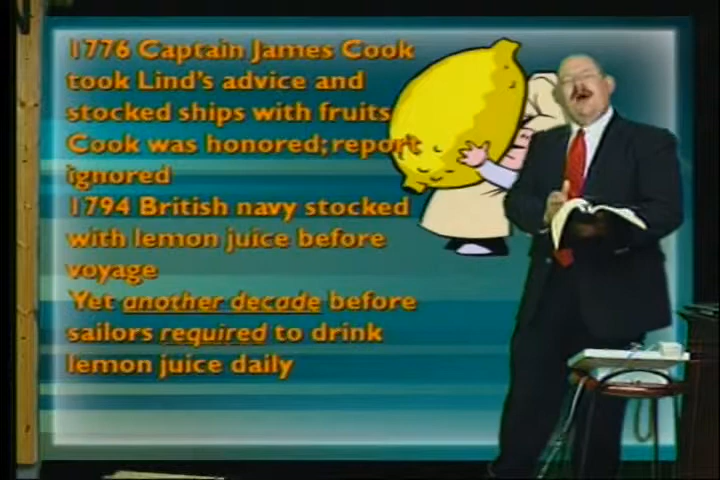 1776 Captain James Cook
took Lind's advice and
stocked ships with fruits
Cook was honored; report
ignored
1794 British navy stocked
with lemon juice before
voyage
Yet another decade before
sailors required to drink
lemon juice daily